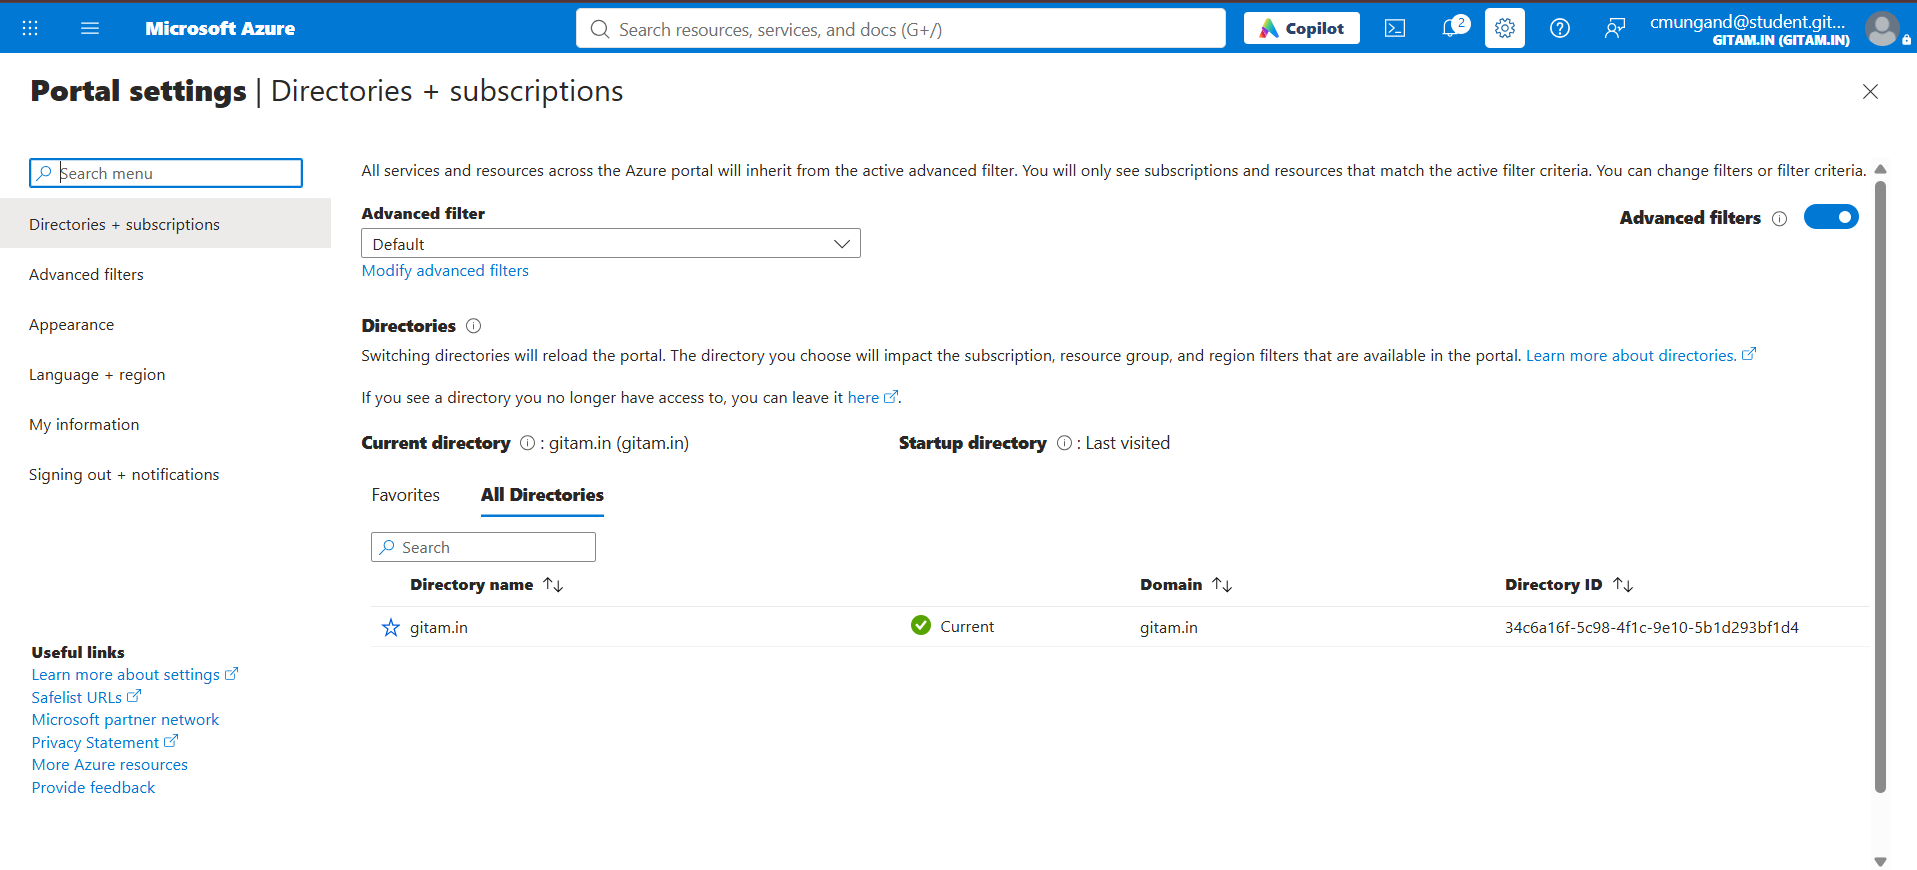 Microsoft Azure
Search resources, services, and docs (G+/)
Copilot
2
cmungand@student.git...
GITAM.IN (GITAM.IN)
Portal settings | Directories + subscriptions
Search menu
Directories + subscriptions
Advanced filters
Appearance
Language + region
My information
Signing out + notifications
Useful links
Learn more about settings
Safelist URLs
Microsoft partner network
Privacy Statement
More Azure resources
Provide feedback
All services and resources across the Azure portal will inherit from the active advanced filter. You will only see subscriptions and resources that match the active filter criteria. You can change filters or filter criteria.
Advanced filter
Default
Modify advanced filters
Advanced filters
Directories
Switching directories will reload the portal. The directory you choose will impact the subscription, resource group, and region filters that are available in the portal. Learn more about directories.
If you see a directory you no longer have access to, you can leave it here.
Current directory : gitam.in (gitam.in)
Startup directory : Last visited
Favorites
All Directories
Search
Directory name
Domain
Directory ID
gitam.in
Current
gitam.in
34c6a16f-5c98-4f1c-9e10-5b1d293bf1d4